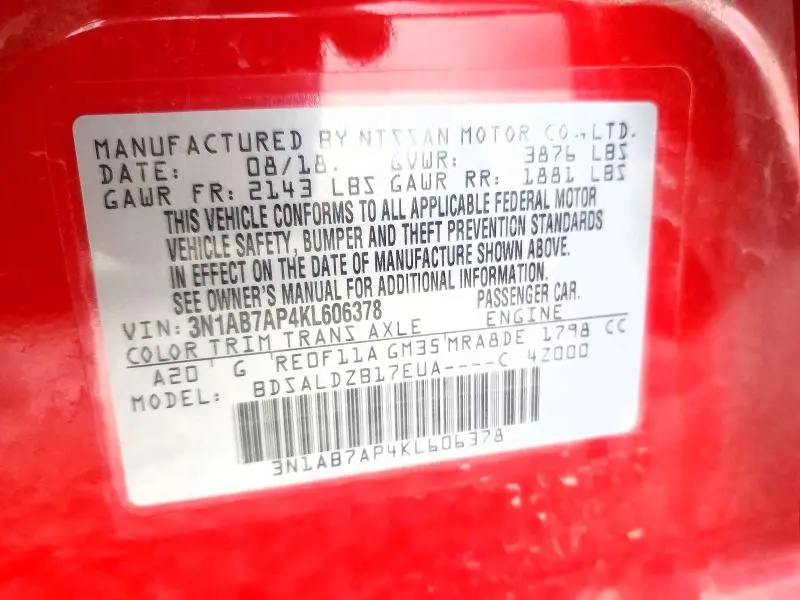 MANUFACTURED BY NISSAN MOTOR CO., LTD.
DATE: 08/18. GVWR: 3876 LBS
GAWR FR: 2143 LBS GAWR RR: 1881 LBS
THIS VEHICLE CONFORMS TO ALL APPLICABLE FEDERAL MOTOR
VEHICLE SAFETY, BUMPER AND THEFT PREVENTION STANDARDS
IN EFFECT ON THE DATE OF MANUFACTURE SHOWN ABOVE.
SEE OWNER'S MANUAL FOR ADDITIONAL INFORMATION.
VIN: 3N1AB7AP4KL606378 PASSENGER CAR.
COLOR TRIM TRANS AXLE ENGINE
A20 G RE0F11A GM35 MRA8DE 1798 CC
MODEL: BDSALDZB17EUA----C 4Z000
3N1AB7AP4KL606378